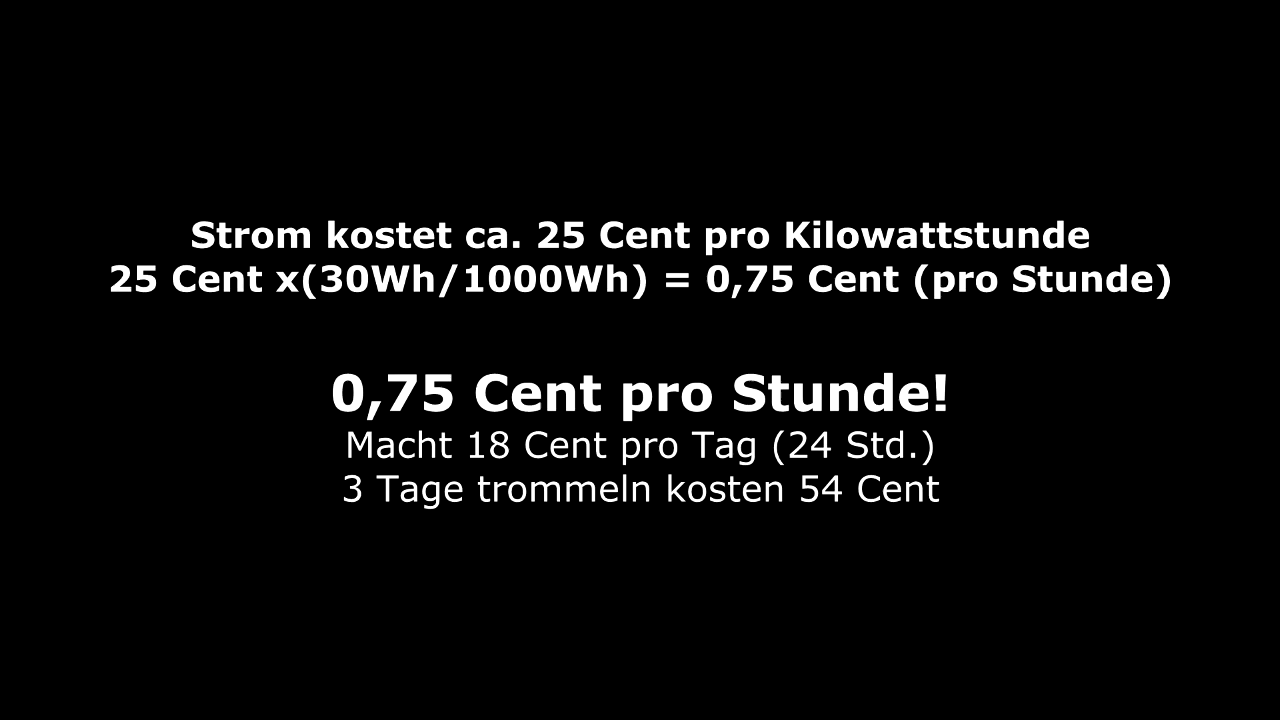 Strom kostet ca. 25 Cent pro Kilowattstunde
25 Cent x(30Wh/1000Wh) = 0,75 Cent (pro Stunde)
0,75 Cent pro Stunde!
Macht 18 Cent pro Tag (24 Std.)
3 Tage trommeln kosten 54 Cent